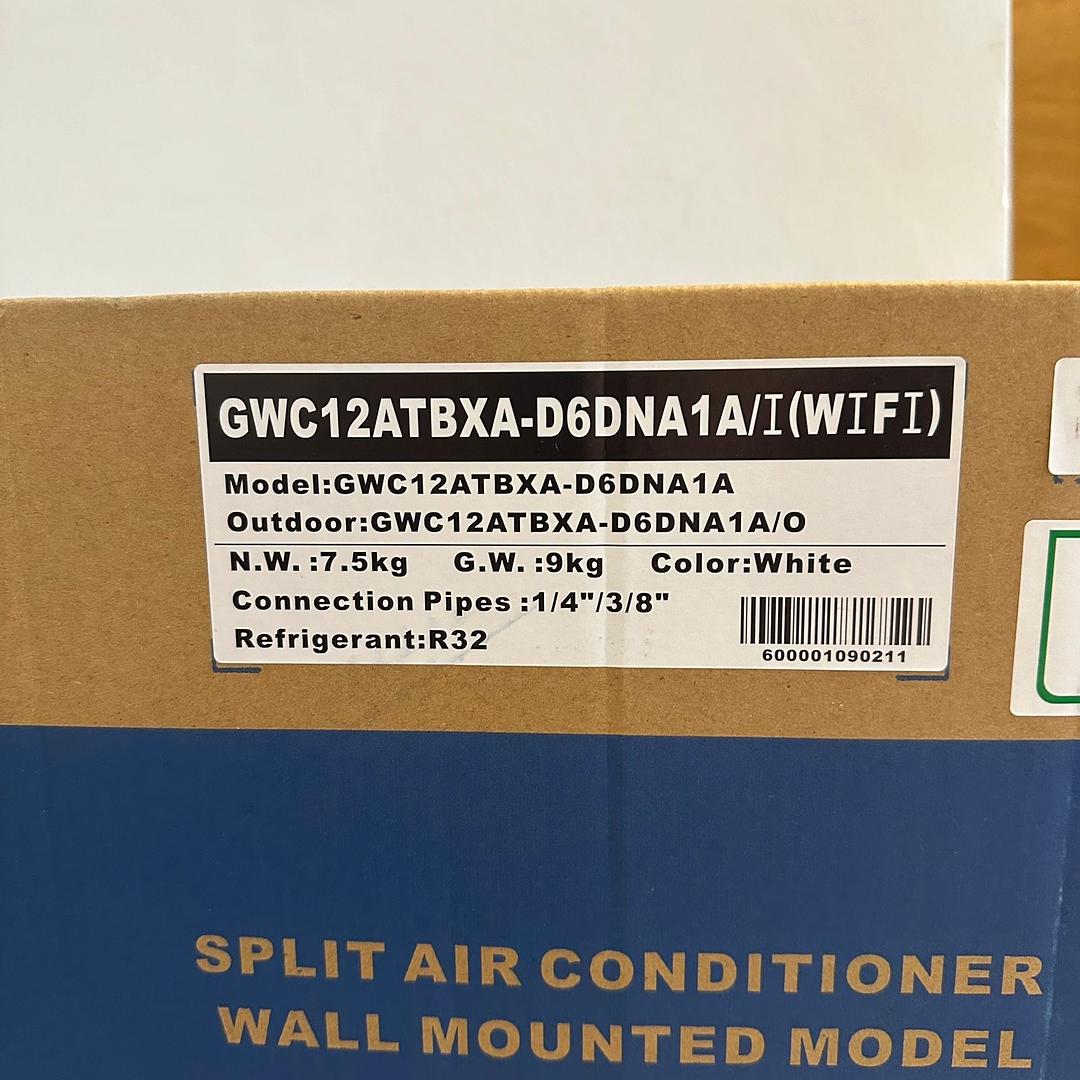 GWC12ATBXA-D6DNA1A/I(WIFI)
Model:GWC12ATBXA-D6DNA1A
Outdoor:GWC12ATBXA-D6DNA1A/O
N.W. :7.5kg G.W. :9kg Color:White
Connection Pipes :1/4"/3/8"
Refrigerant:R32
600001090211
SPLIT AIR CONDITIONER
WALL MOUNTED MODEL